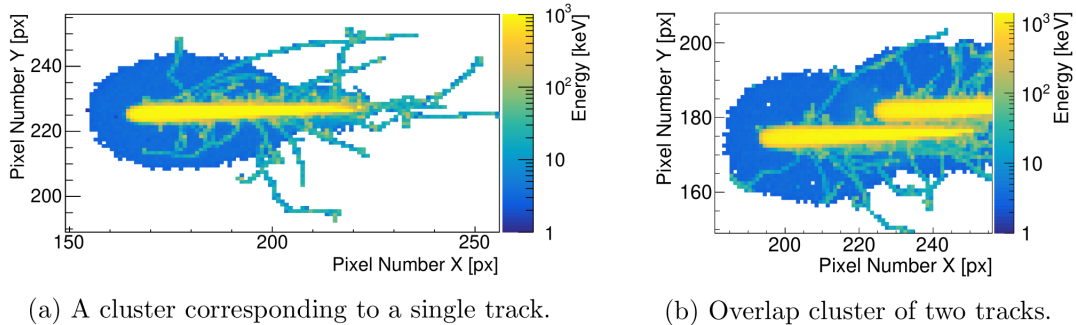 Pixel Number Y [px]
240
220
200
150
200
250
Pixel Number X [px]
10³
10²
10
1
Energy [keV]
(a) A cluster corresponding to a single track.
Pixel Number Y [px]
200
180
160
200
220
240
Pixel Number X [px]
10³
10²
10
1
Energy [keV]
(b) Overlap cluster of two tracks.